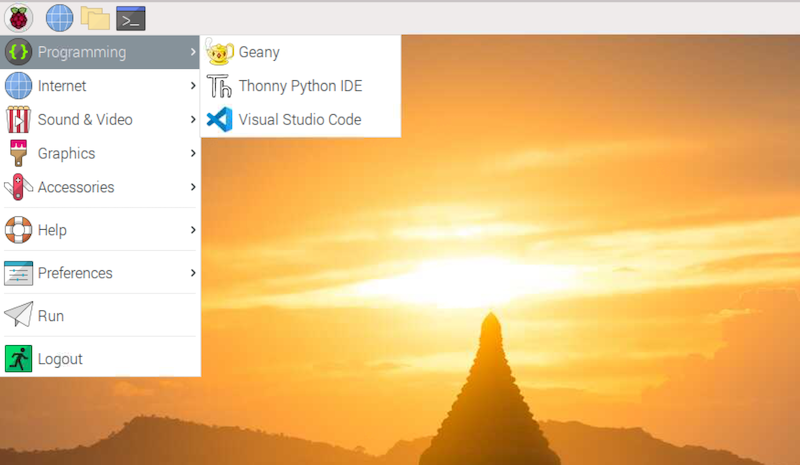 Programming
Geany
Internet
Thonny Python IDE
Sound & Video
Visual Studio Code
Graphics
Accessories
Help
Preferences
Run
Logout